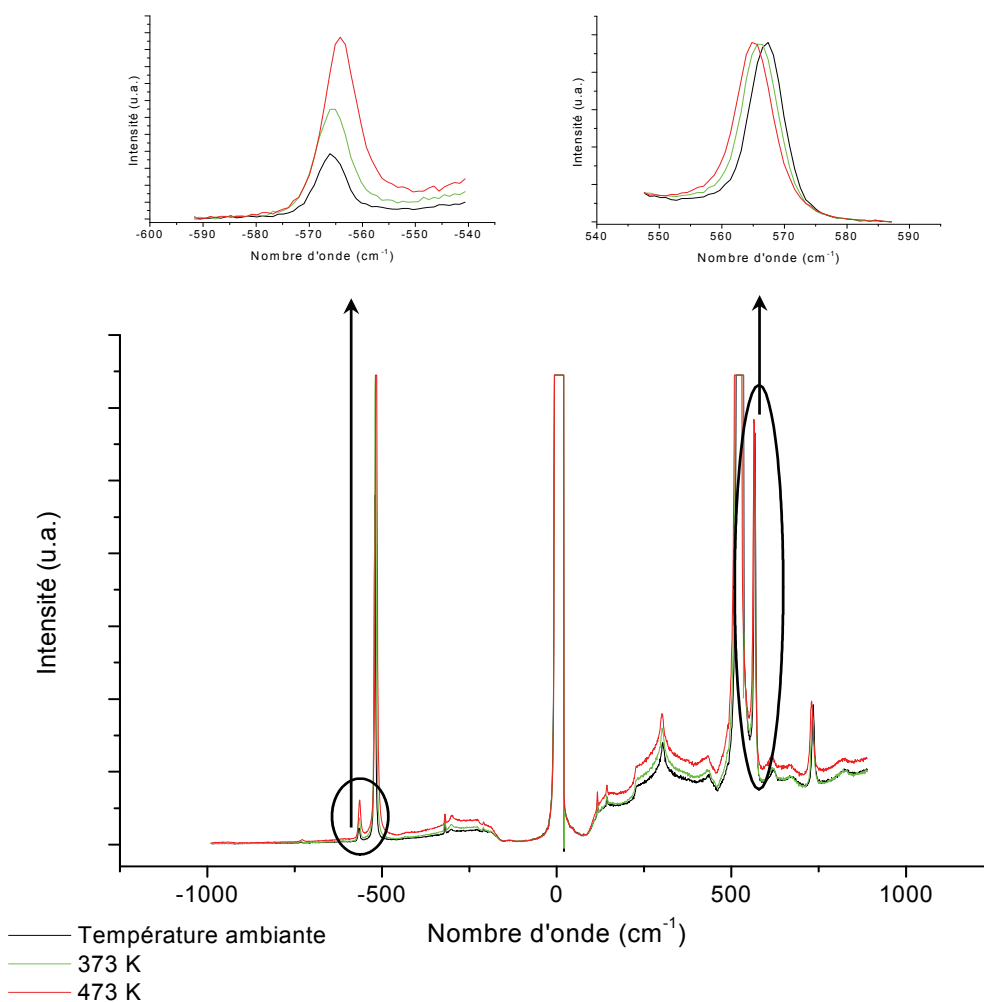 Intensité (u.a.)
-600 -590 -580 -570 -560 -550 -540
Nombre d'onde (cm-1)
Intensité (u.a.)
540 550 560 570 580 590
Nombre d'onde (cm-1)
Intensité (u.a.)
-1000 -500 0 500 1000
Nombre d'onde (cm-1)
Température ambiante
373 K
473 K